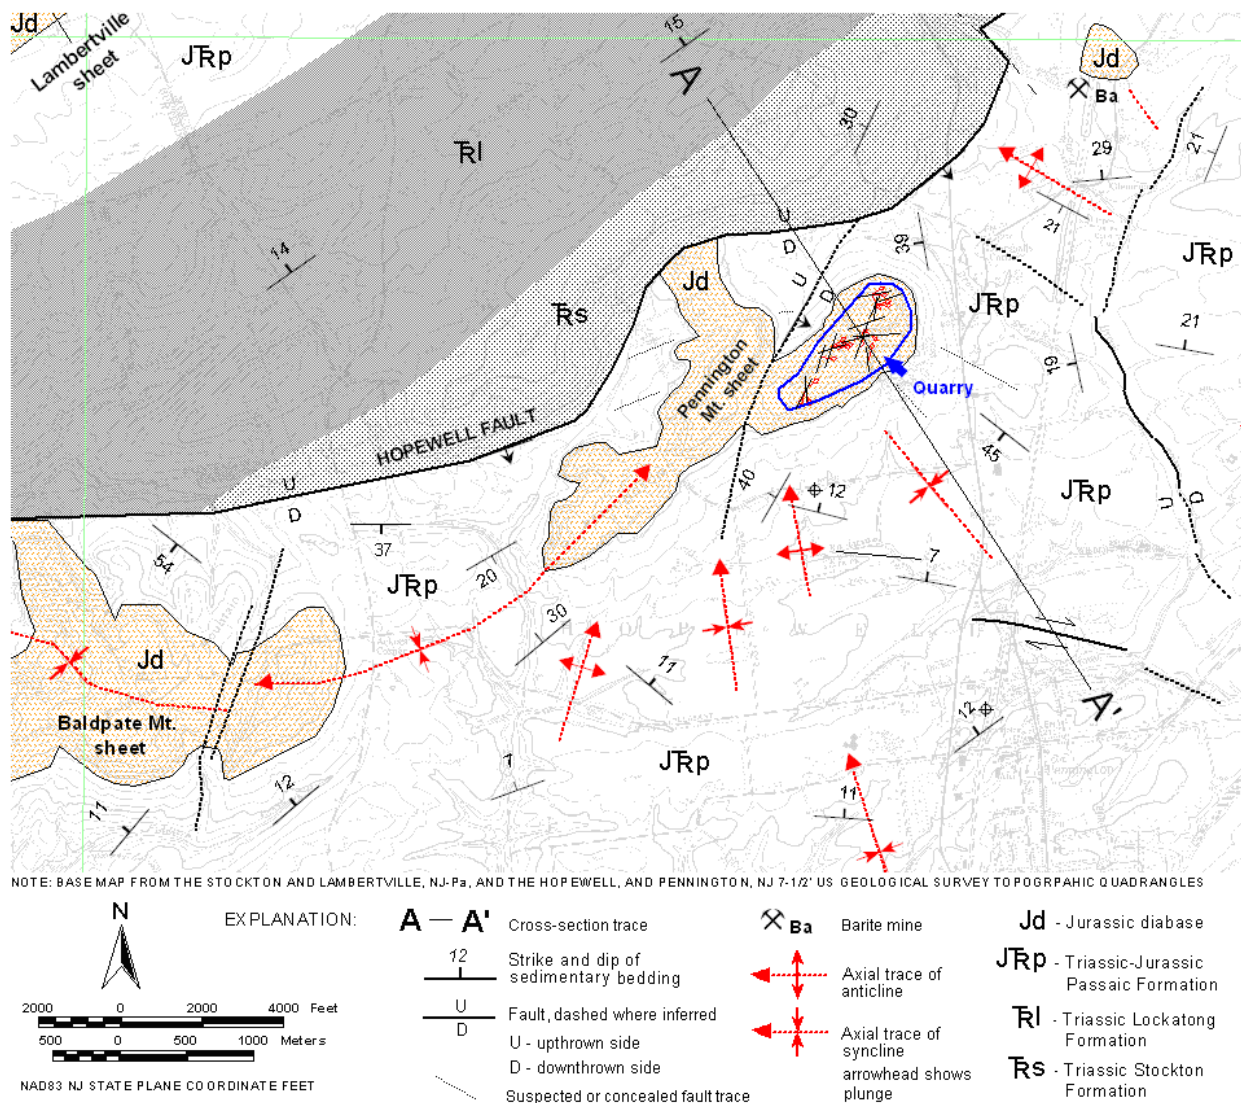 Jd
Lambertville
sheet
JTRp
15
A
Jd
Ba
30
29
21
TRl
21
U
D
39
JTRp
14
Jd
U
D
JTRp
TRs
21
19
Pennington
Mt. sheet
Quarry
HOPEWELL FAULT
45
U
D
40
12
JTRp
D
U
54
37
20
JTRp
7
30
11
Jd
A'
Baldpate Mt.
sheet
12
7
JTRp
12
11
11
NOTE: BASE MAP FROM THE STOCKTON AND LAMBERTVILLE, NJ-Pa, AND THE HOPEWELL, AND PENNINGTON, NJ 7-1/2' US GEOLOGICAL SURVEY TOPOGRPAHIC QUADRANGLES
N
EXPLANATION:
A — A' Cross-section trace
12 Strike and dip of
sedimentary bedding
U
D
Fault, dashed where inferred
U - upthrown side
D - downthrown side
Suspected or concealed fault trace
Ba Barite mine
Axial trace of
anticline
Axial trace of
syncline
arrowhead shows
plunge
Jd - Jurassic diabase
JTRp - Triassic-Jurassic
Passaic Formation
TRl - Triassic Lockatong
Formation
TRs - Triassic Stockton
Formation
2000 0 2000 4000 Feet
500 0 500 1000 Meters
NAD83 NJ STATE PLANE COORDINATE FEET